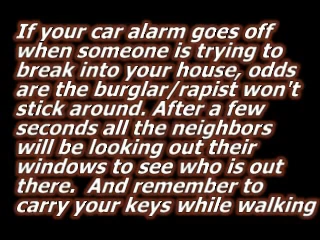 If your car alarm goes off
when someone is trying to
break into your house, odds
are the burglar/rapist won't
stick around. After a few
seconds all the neighbors
will be looking out their
windows to see who is out
there.  And remember to
carry your keys while walking